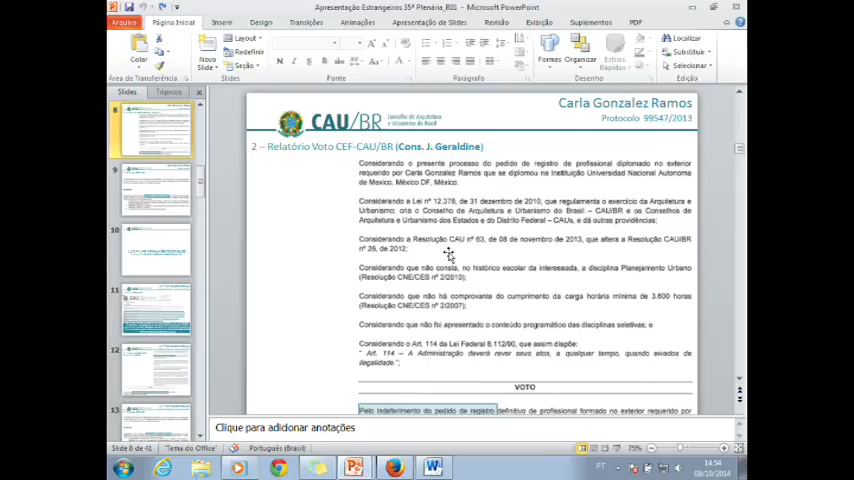 Apresentação Estrangeiros 35ª Plenária_R01 - Microsoft PowerPoint
Arquivo Página Inicial Inserir Design Transições Animações Apresentação de Slides Revisão Exibição Suplementos PDF
Colar
Novo Slide
Layout
Redefinir
Seção
N I S S abc AV Aa A
Formas Organizar Estilos Rápidos
Localizar
Substituir
Selecionar
Área de Transferência Slides Fonte Parágrafo Desenho Edição
Slides Tópicos
8
9
10
11
12
13
CAU/BR Conselho de Arquitetura e Urbanismo do Brasil
Carla Gonzalez Ramos
Protocolo 99547/2013
2 – Relatório Voto CEF-CAU/BR (Cons. J. Geraldine)
Considerando o presente processo do pedido de registro de profissional diplomado no exterior
requerido por Carla Gonzalez Ramos que se diplomou na Instituição Universidad Nacional Autonoma
de Mexico, México DF, México.
Considerando a Lei nº 12.378, de 31 dezembro de 2010, que regulamenta o exercício da Arquitetura e
Urbanismo; cria o Conselho de Arquitetura e Urbanismo do Brasil – CAU/BR e os Conselhos de
Arquitetura e Urbanismo dos Estados e do Distrito Federal – CAUs, e dá outras providências;
Considerando a Resolução CAU nº 63, de 08 de novembro de 2013, que altera a Resolução CAU/BR
nº 26, de 2012;
Considerando que não consta, no histórico escolar da interessada, a disciplina Planejamento Urbano
(Resolução CNE/CES nº 2/2010);
Considerando que não há comprovante do cumprimento da carga horária mínima de 3.600 horas
(Resolução CNE/CES nº 2/2007);
Considerando que não foi apresentado o conteúdo programático das disciplinas seletivas; e
Considerando o Art. 114 da Lei Federal 8.112/90, que assim dispõe:
" Art. 114 – A Administração deverá rever seus atos, a qualquer tempo, quando eivados de
ilegalidade.";
VOTO
Pelo indeferimento do pedido de registro definitivo de profissional formado no exterior requerido por
Clique para adicionar anotações
Slide 8 de 41 "Tema do Office" Português (Brasil) 75%
PT 14:54
09/10/2014